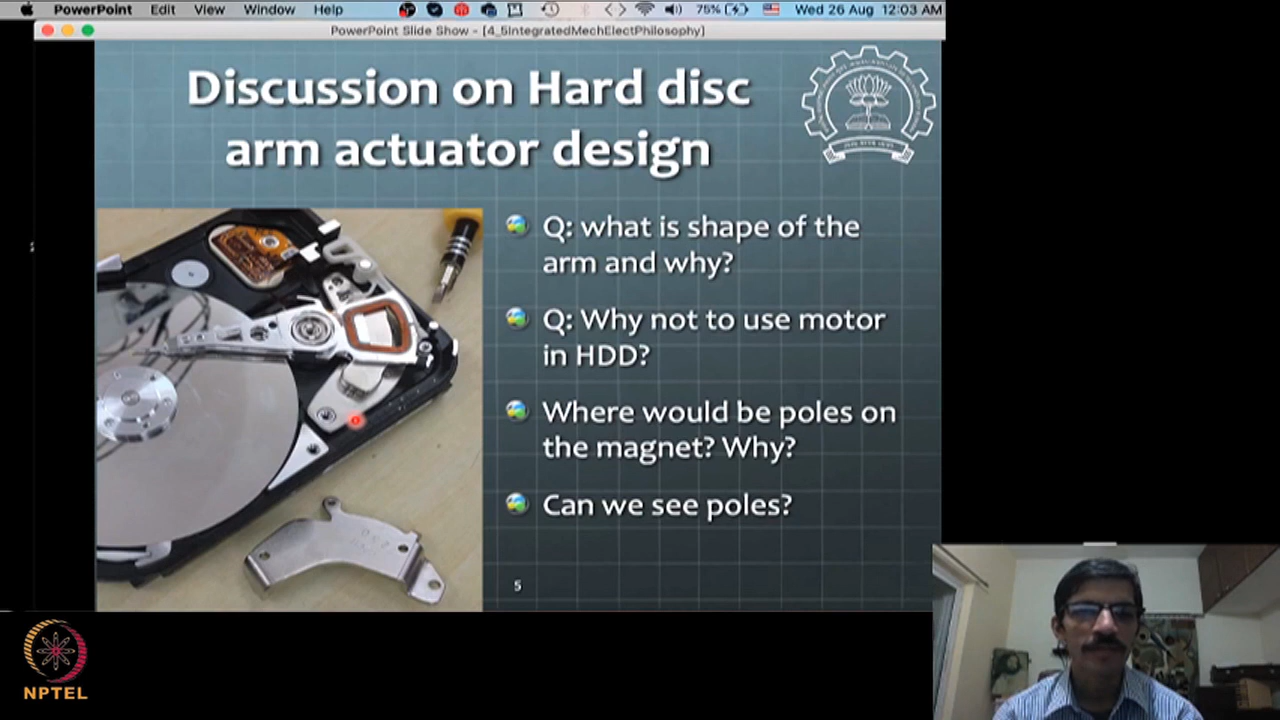 PowerPoint Edit View Window Help 75% Wed 26 Aug 12:03 AM
PowerPoint Slide Show - [4_5IntegratedMechElectPhilosophy]
Discussion on Hard disc
arm actuator design
Q: what is shape of the
arm and why?
Q: Why not to use motor
in HDD?
Where would be poles on
the magnet? Why?
Can we see poles?
5
NPTEL